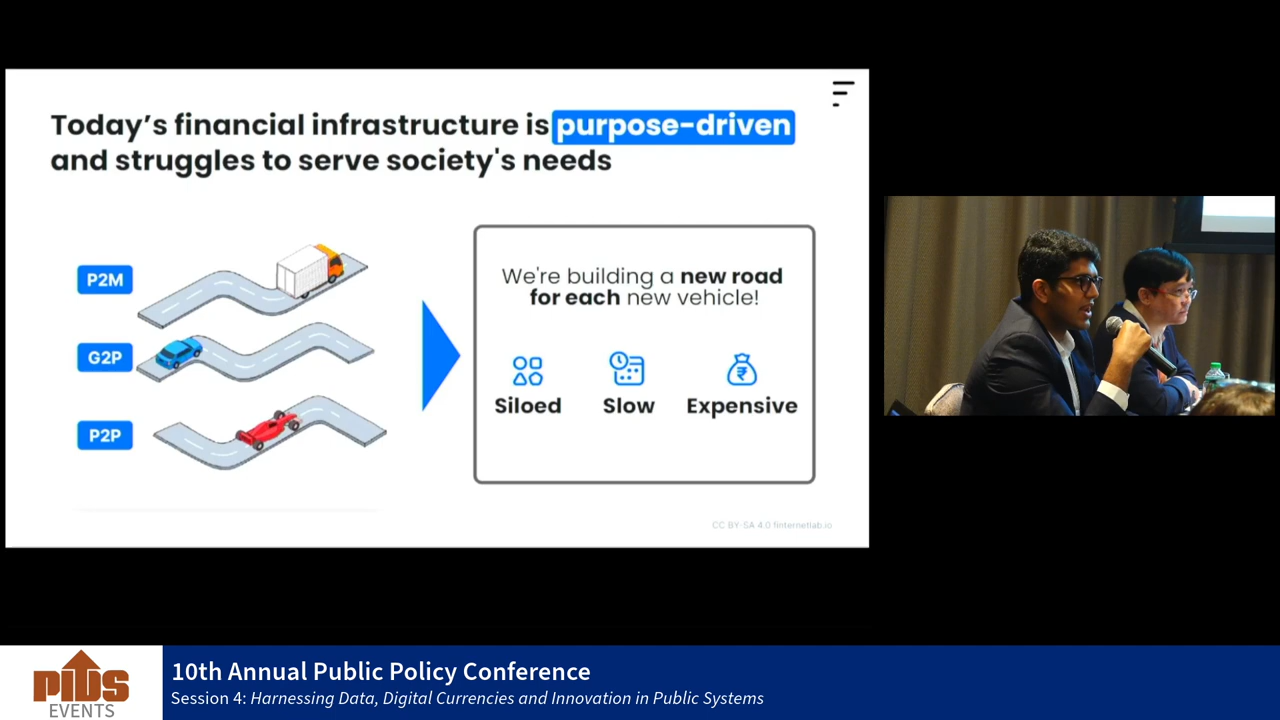 Today's financial infrastructure is purpose-driven
and struggles to serve society's needs
P2M
G2P
P2P
We're building a new road
for each new vehicle!
Siloed
Slow
Expensive
CC BY-SA 4.0 finternetlab.io
PIDS
EVENTS
10th Annual Public Policy Conference
Session 4: Harnessing Data, Digital Currencies and Innovation in Public Systems